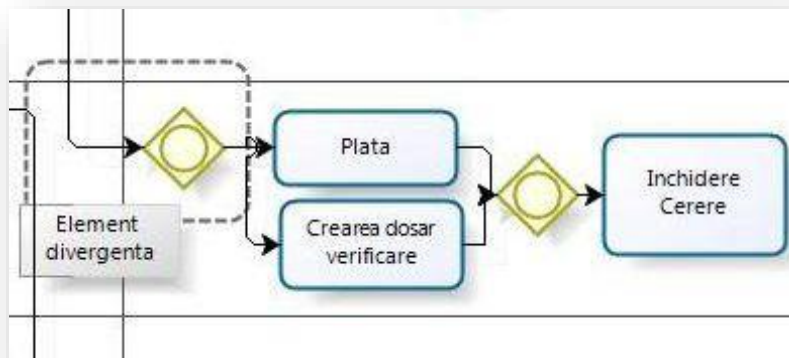 Plata
Inchidere
Cerere
Element
divergenta
Crearea dosar
verificare